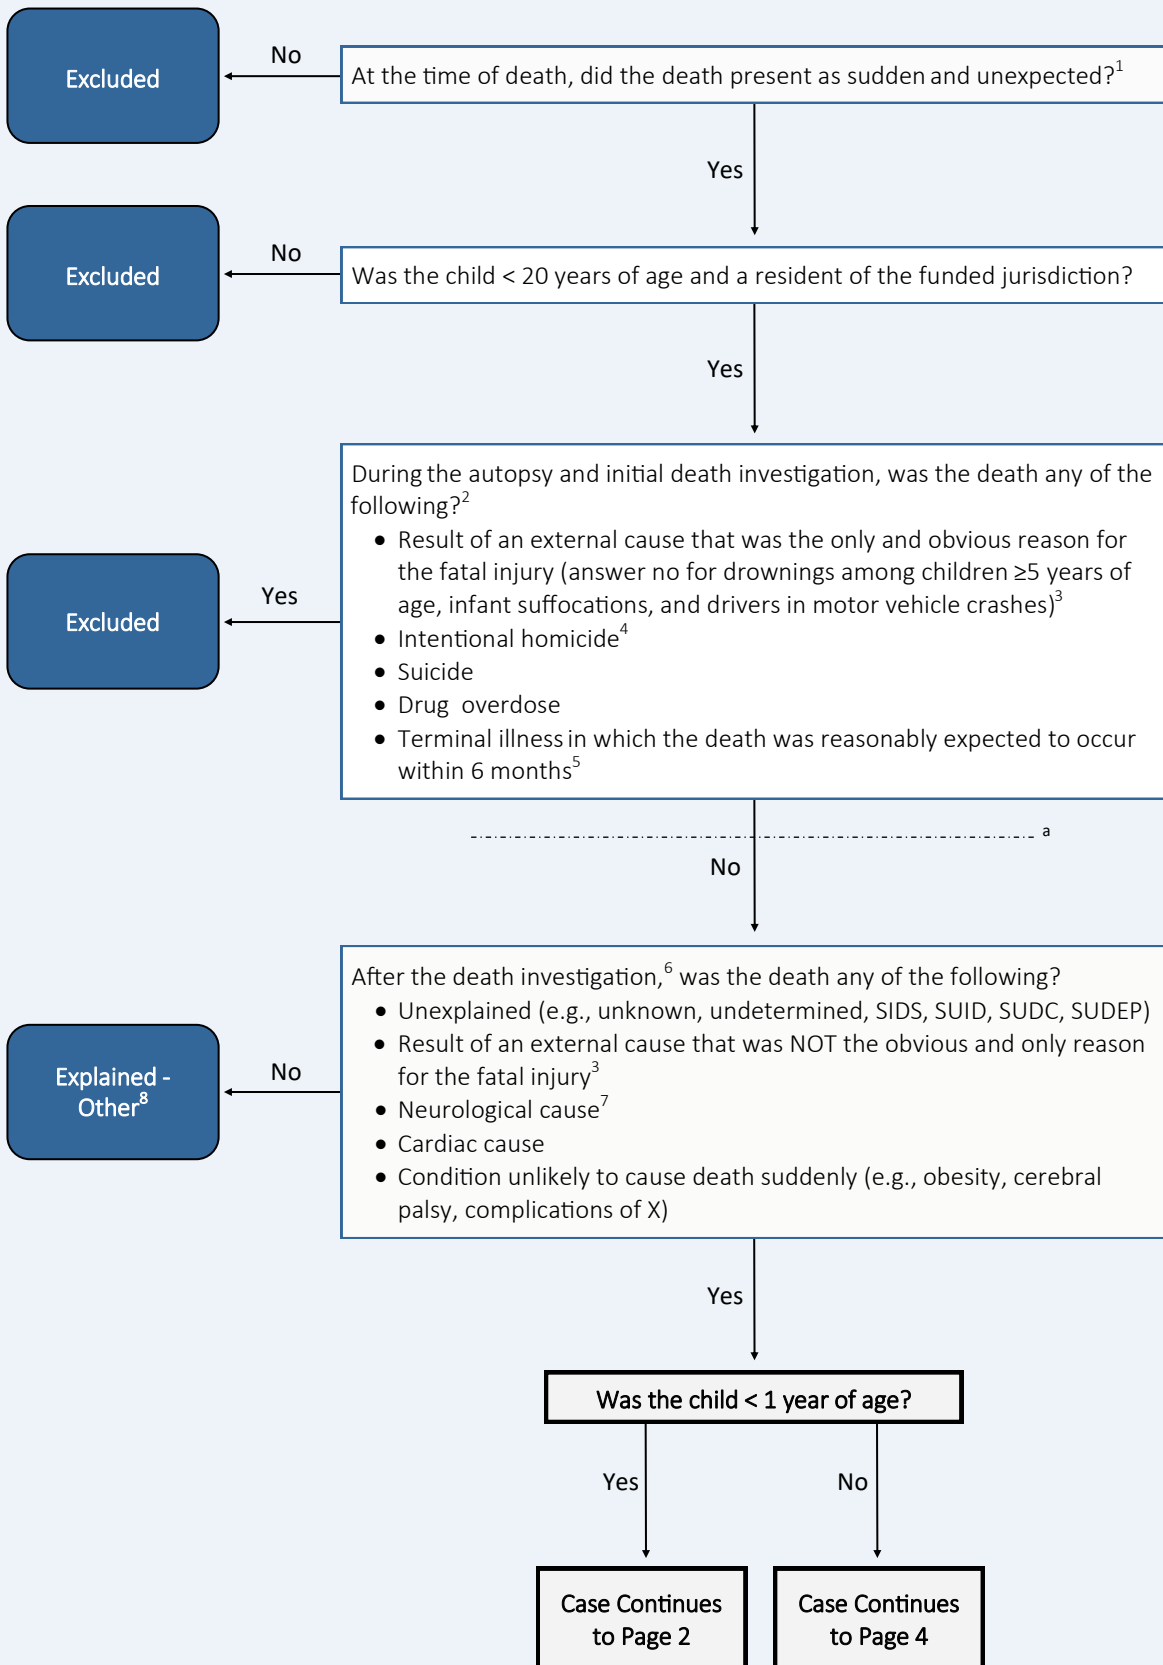 No
Excluded
At the time of death, did the death present as sudden and unexpected?1
Yes
No
Excluded
Was the child < 20 years of age and a resident of the funded jurisdiction?
Yes
During the autopsy and initial death investigation, was the death any of the
following?2
• Result of an external cause that was the only and obvious reason for
the fatal injury (answer no for drownings among children ≥5 years of
age, infant suffocations, and drivers in motor vehicle crashes)3
Yes
Excluded
• Intentional homicide4
• Suicide
• Drug overdose
• Terminal illness in which the death was reasonably expected to occur
within 6 months5
a
No
After the death investigation,6 was the death any of the following?
• Unexplained (e.g., unknown, undetermined, SIDS, SUID, SUDC, SUDEP)
• Result of an external cause that was NOT the obvious and only reason
for the fatal injury3
No
Explained -
Other8
• Neurological cause7
• Cardiac cause
• Condition unlikely to cause death suddenly (e.g., obesity, cerebral
palsy, complications of X)
Yes
Was the child < 1 year of age?
Yes
No
Case Continues
to Page 2
Case Continues
to Page 4